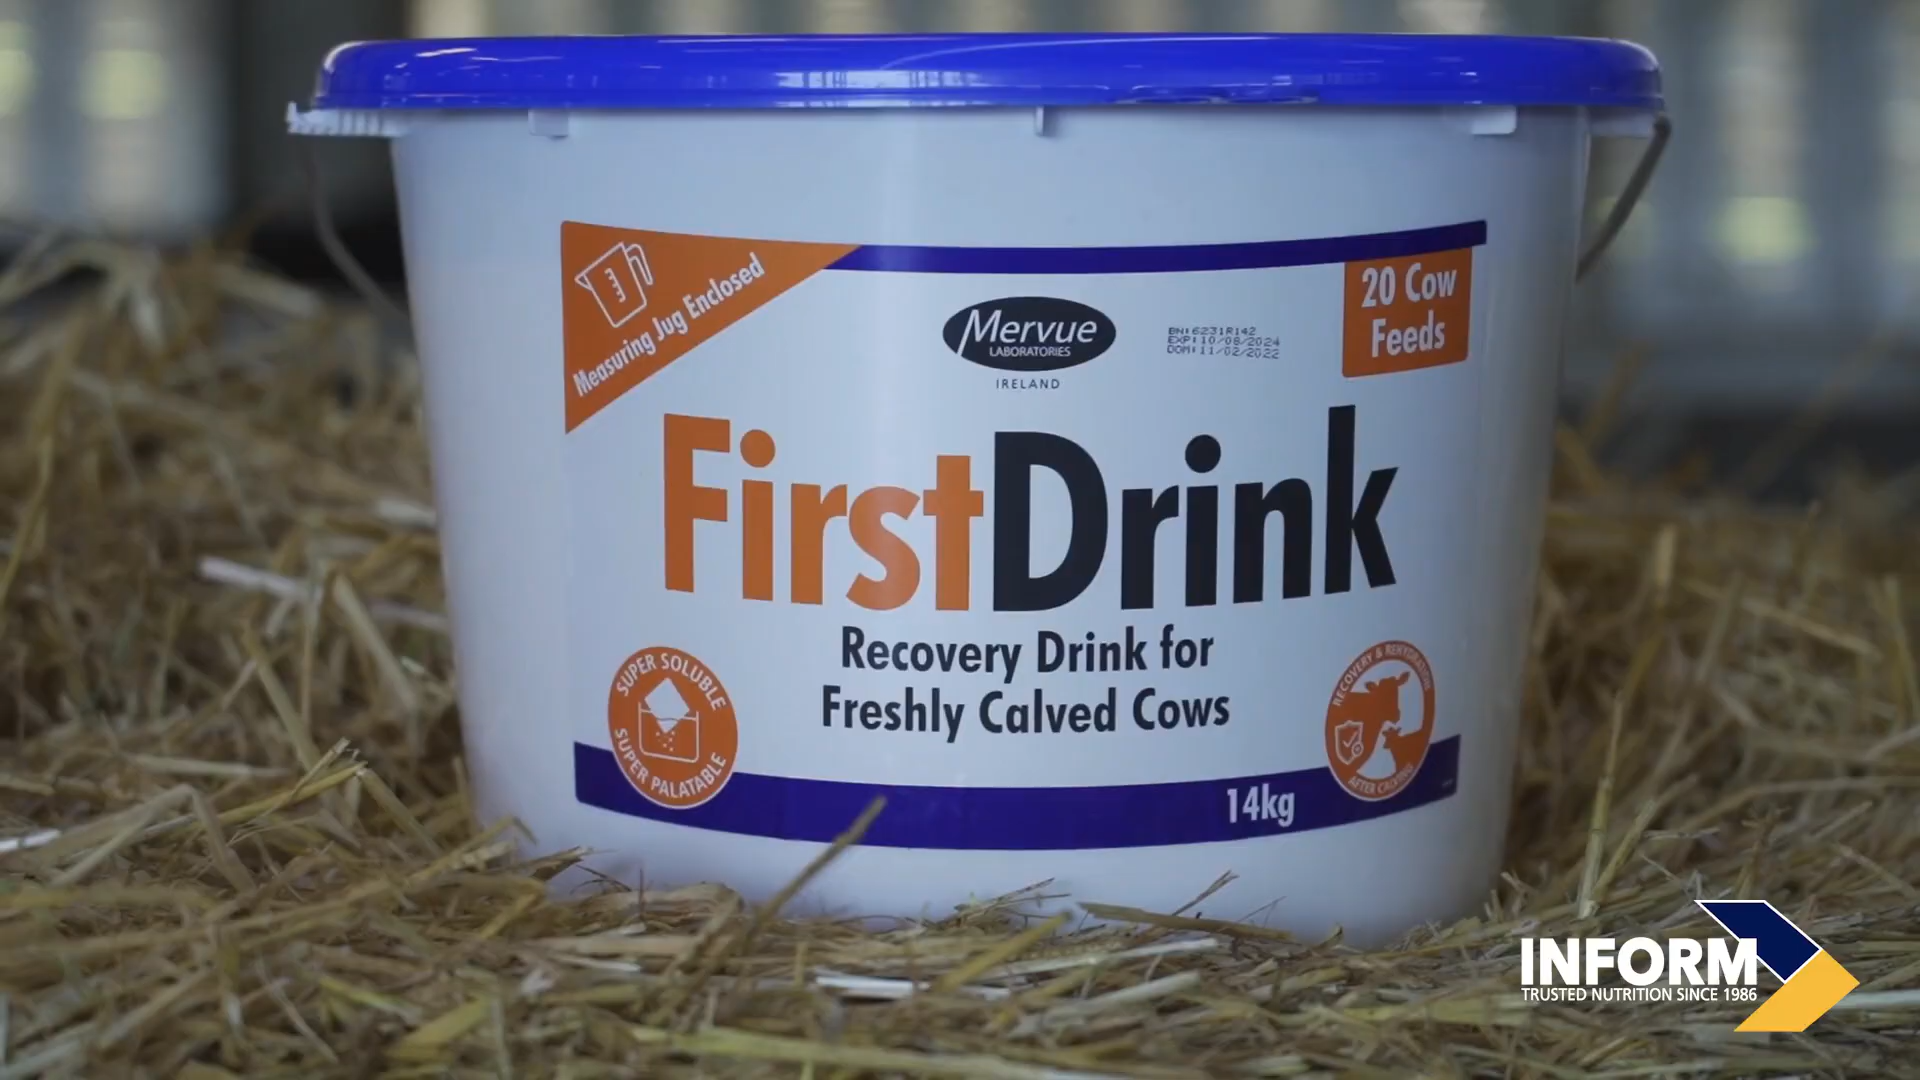 Measuring Jug Enclosed
20 Cow
Feeds
Mervue
LABORATORIES
IRELAND
BN:6231R142
EXP:10/08/2024
DOM:11/02/2022
FirstDrink
Recovery Drink for
Freshly Calved Cows
SUPER SOLUBLE
SUPER PALATABLE
RECOVERY & REHYDRATION
AFTER CALVING
14kg
INFORM
TRUSTED NUTRITION SINCE 1986